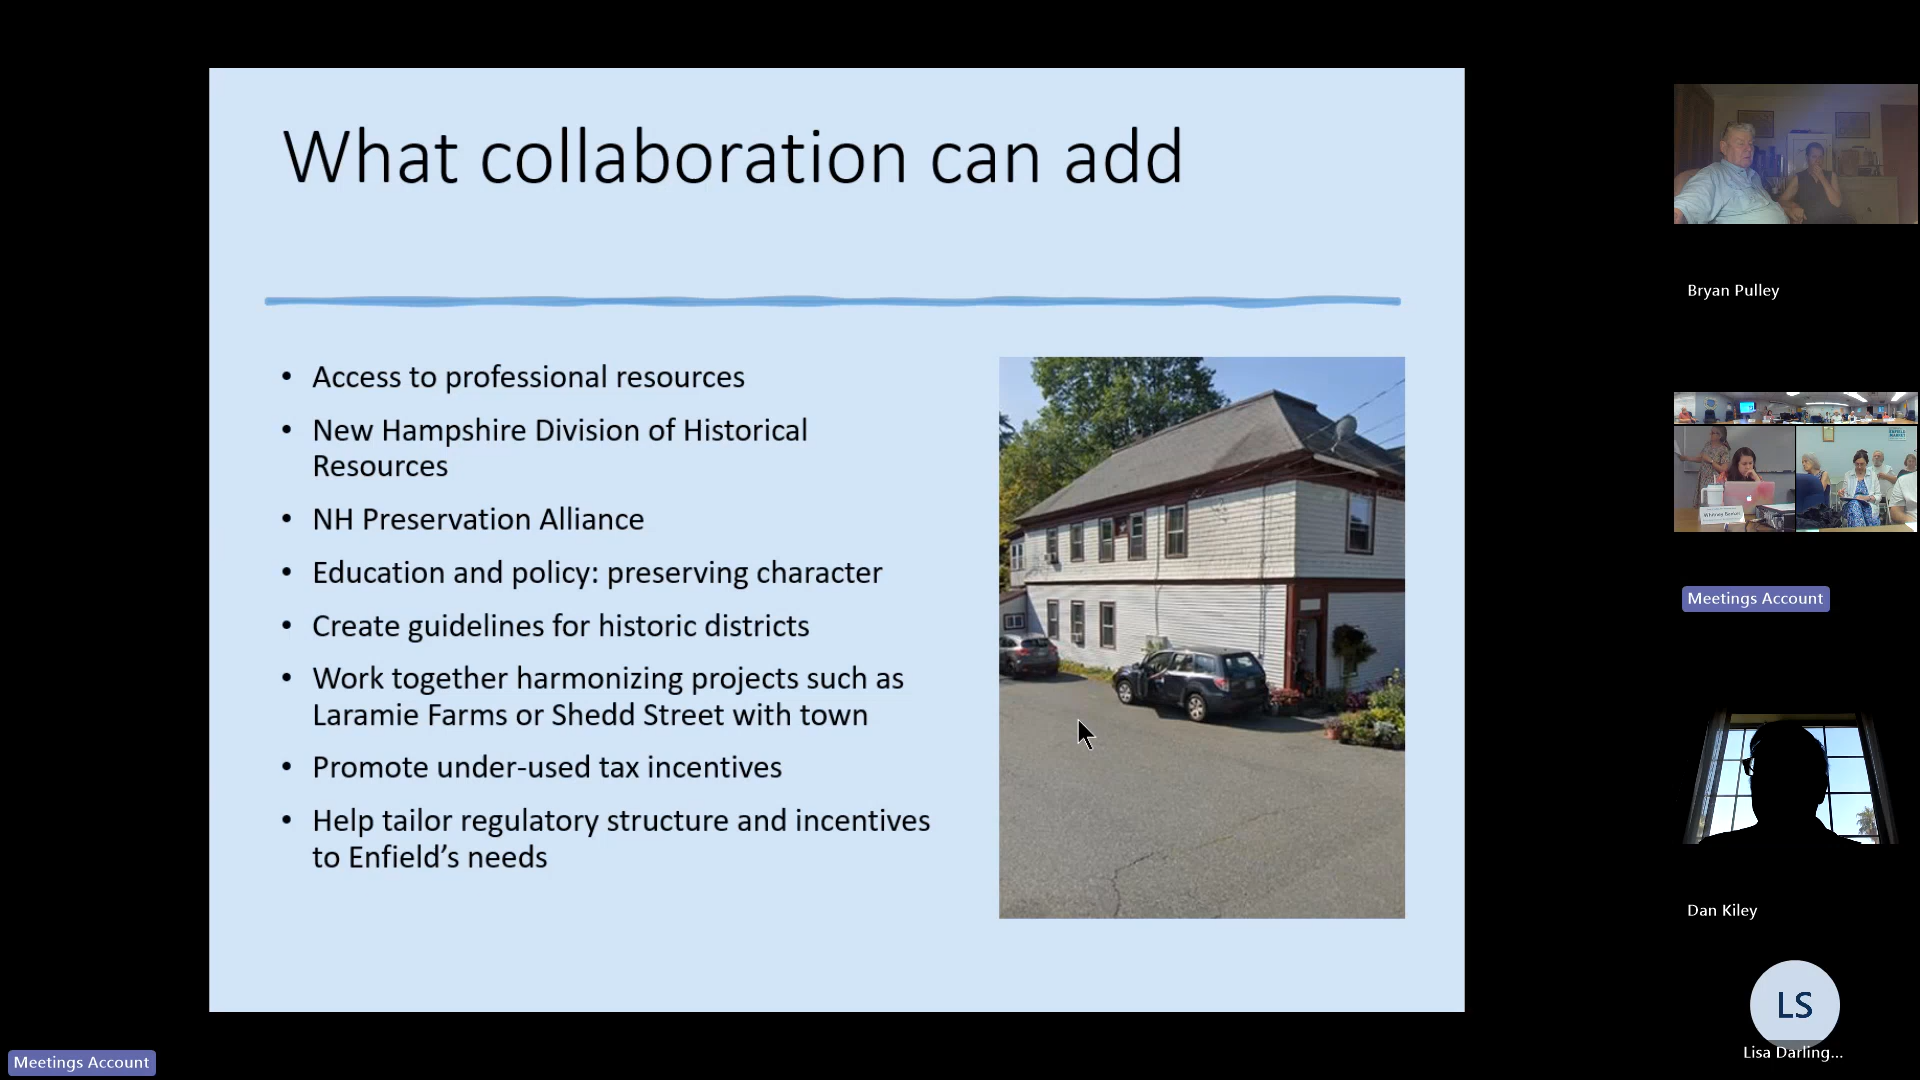 What collaboration can add
• Access to professional resources
• New Hampshire Division of Historical
Resources
• NH Preservation Alliance
• Education and policy: preserving character
• Create guidelines for historic districts
• Work together harmonizing projects such as
Laramie Farms or Shedd Street with town
• Promote under-used tax incentives
• Help tailor regulatory structure and incentives
to Enfield’s needs
Bryan Pulley
Meetings Account
Dan Kiley
LS
Lisa Darling...
Meetings Account